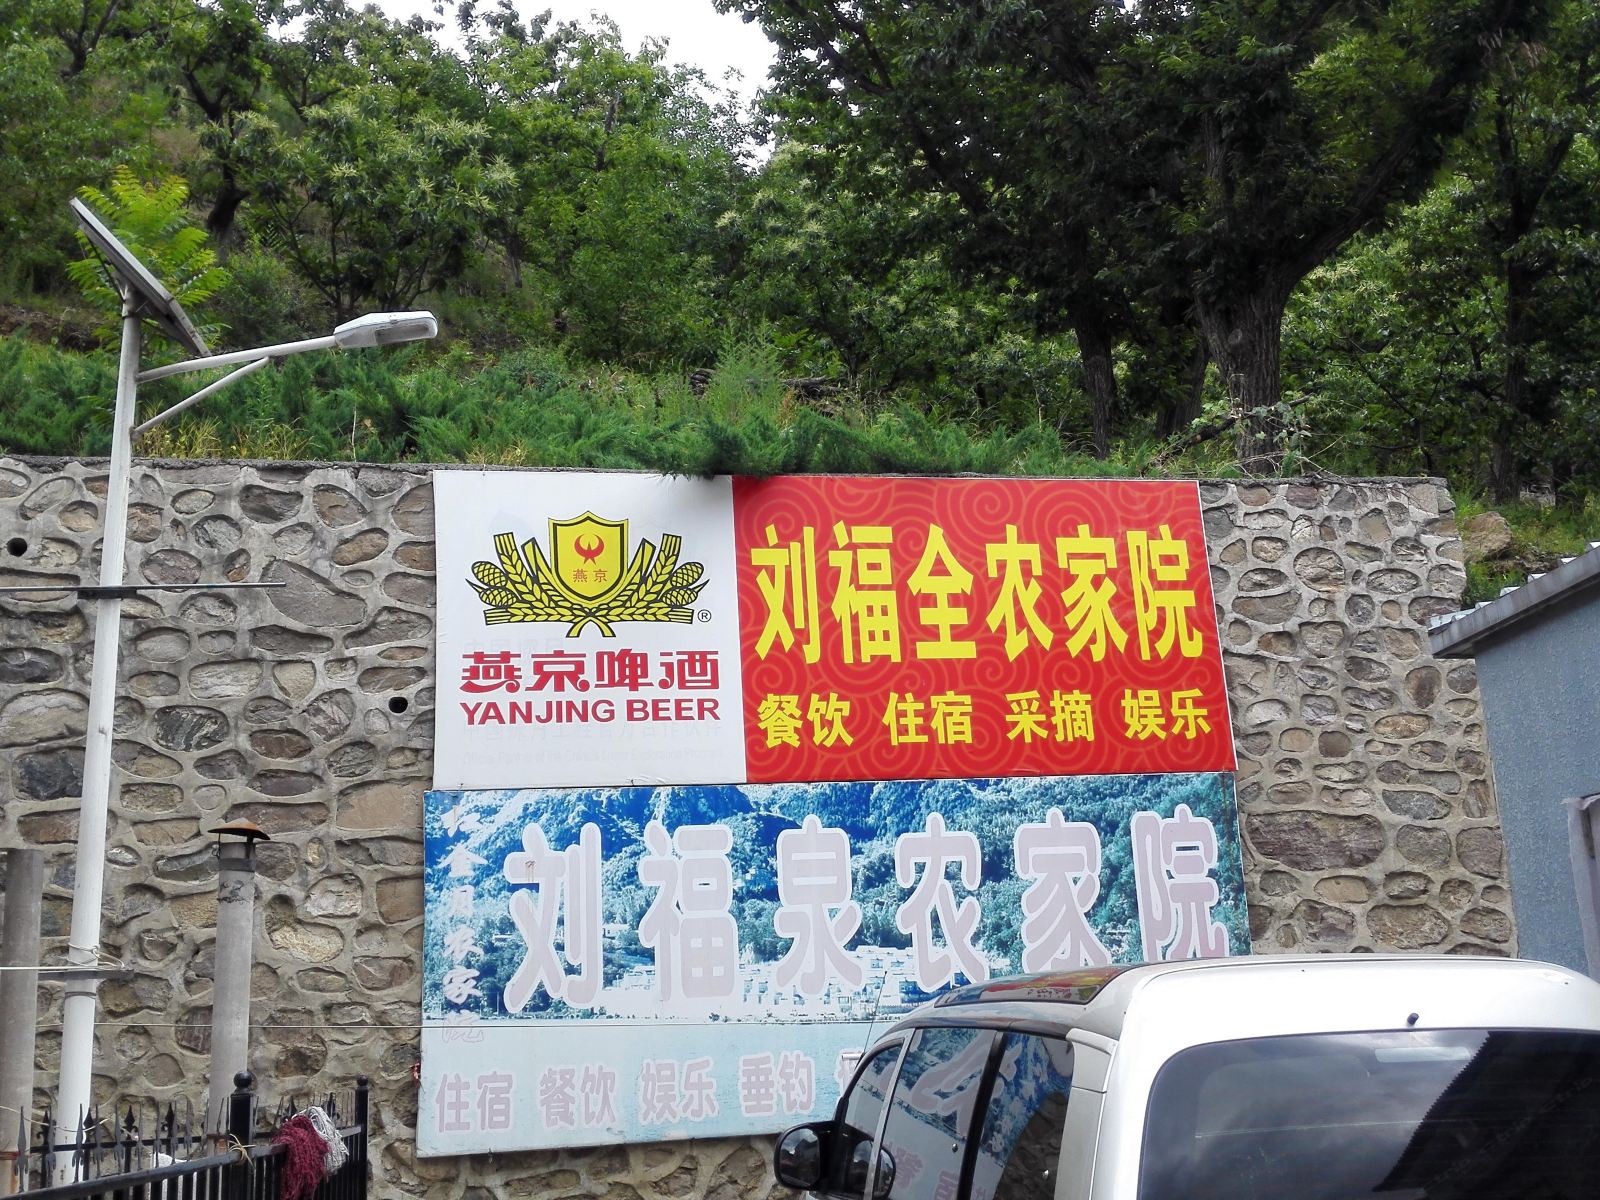 燕京
®
燕京啤酒
YANJING BEER
刘福全农家院
餐饮 住宿 采摘 娱乐
刘福泉农家院
住宿 餐饮 娱乐 垂钓